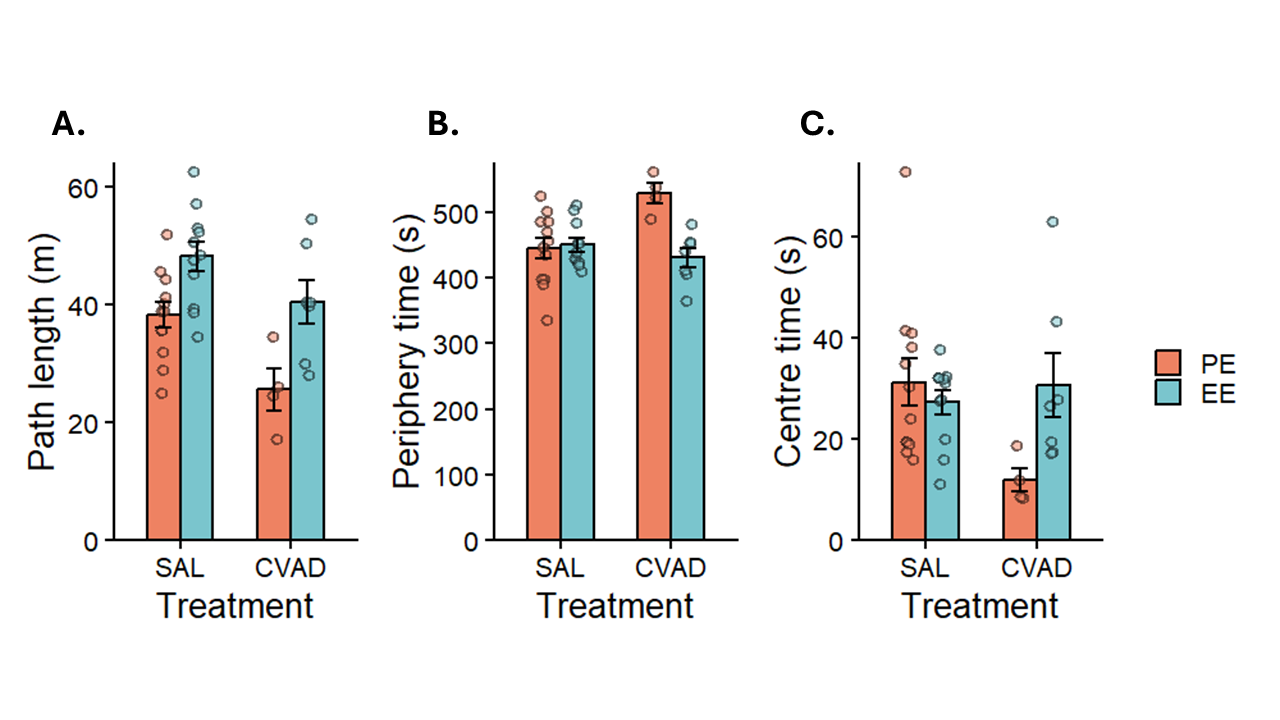 A.
Path length (m)
60
40
20
0
SAL CVAD
Treatment
B.
Periphery time (s)
500
400
300
200
100
0
SAL CVAD
Treatment
C.
Centre time (s)
60
40
20
0
SAL CVAD
Treatment
PE
EE